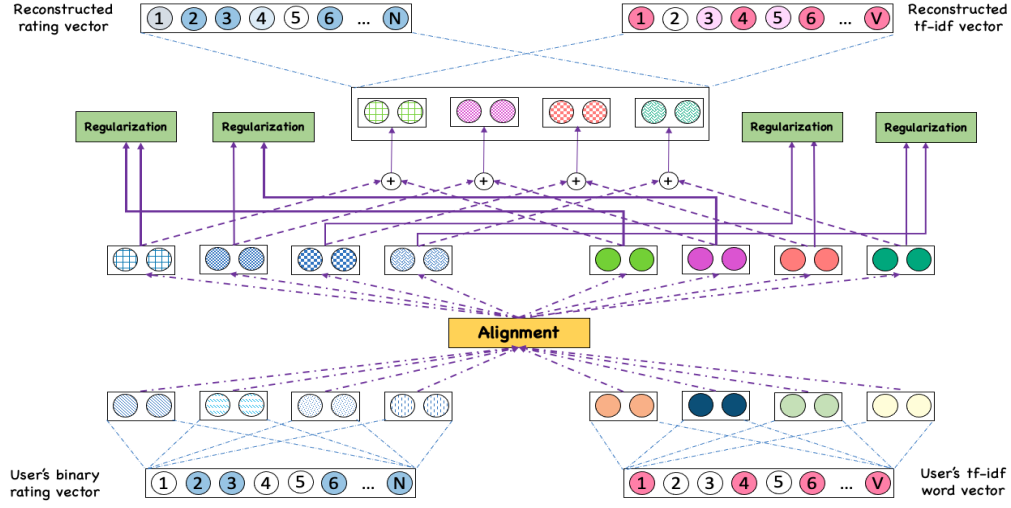 Reconstructed
rating vector
1 2 3 4 5 6 ... N
1 2 3 4 5 6 ... V
Reconstructed
tf-idf vector
Regularization
Regularization
Regularization
Regularization
+ + + +
Alignment
User's binary
rating vector
1 2 3 4 5 6 ... N
1 2 3 4 5 6 ... V
User's tf-idf
word vector